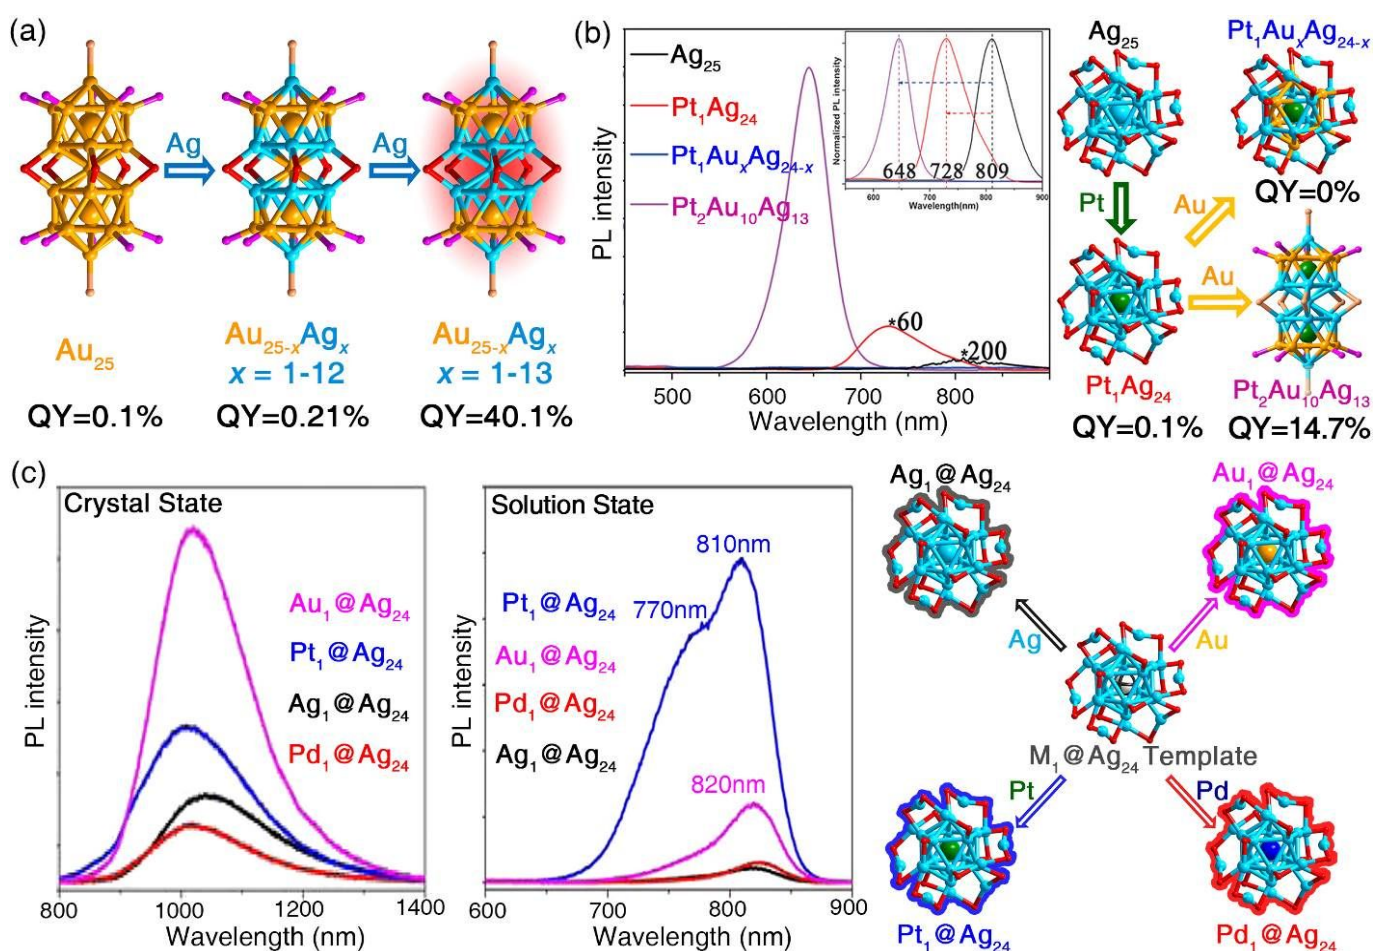 (a)
Ag
Ag
Au25
Au25-xAgx
x = 1-12
Au25-xAgx
x = 1-13
QY=0.1%
QY=0.21%
QY=40.1%
(b)
PL intensity
Ag25
Pt1Ag24
Pt1AuxAg24-x
Pt2Au10Ag13
*60
*200
500
600
700
800
Wavelength (nm)
Normalized PL intensity
648
728
809
600
700
800
900
Wavelength(nm)
Ag25
Pt1AuxAg24-x
QY=0%
Pt
Au
Au
Pt1Ag24
QY=0.1%
Pt2Au10Ag13
QY=14.7%
(c)
Crystal State
PL intensity
Au1@Ag24
Pt1@Ag24
Ag1@Ag24
Pd1@Ag24
800
1000
1200
1400
Wavelength (nm)
Solution State
PL intensity
810nm
770nm
820nm
Pt1@Ag24
Au1@Ag24
Pd1@Ag24
Ag1@Ag24
600
700
800
900
Wavelength (nm)
Ag1@Ag24
Au1@Ag24
Ag
Au
M1@Ag24 Template
Pt
Pd
Pt1@Ag24
Pd1@Ag24